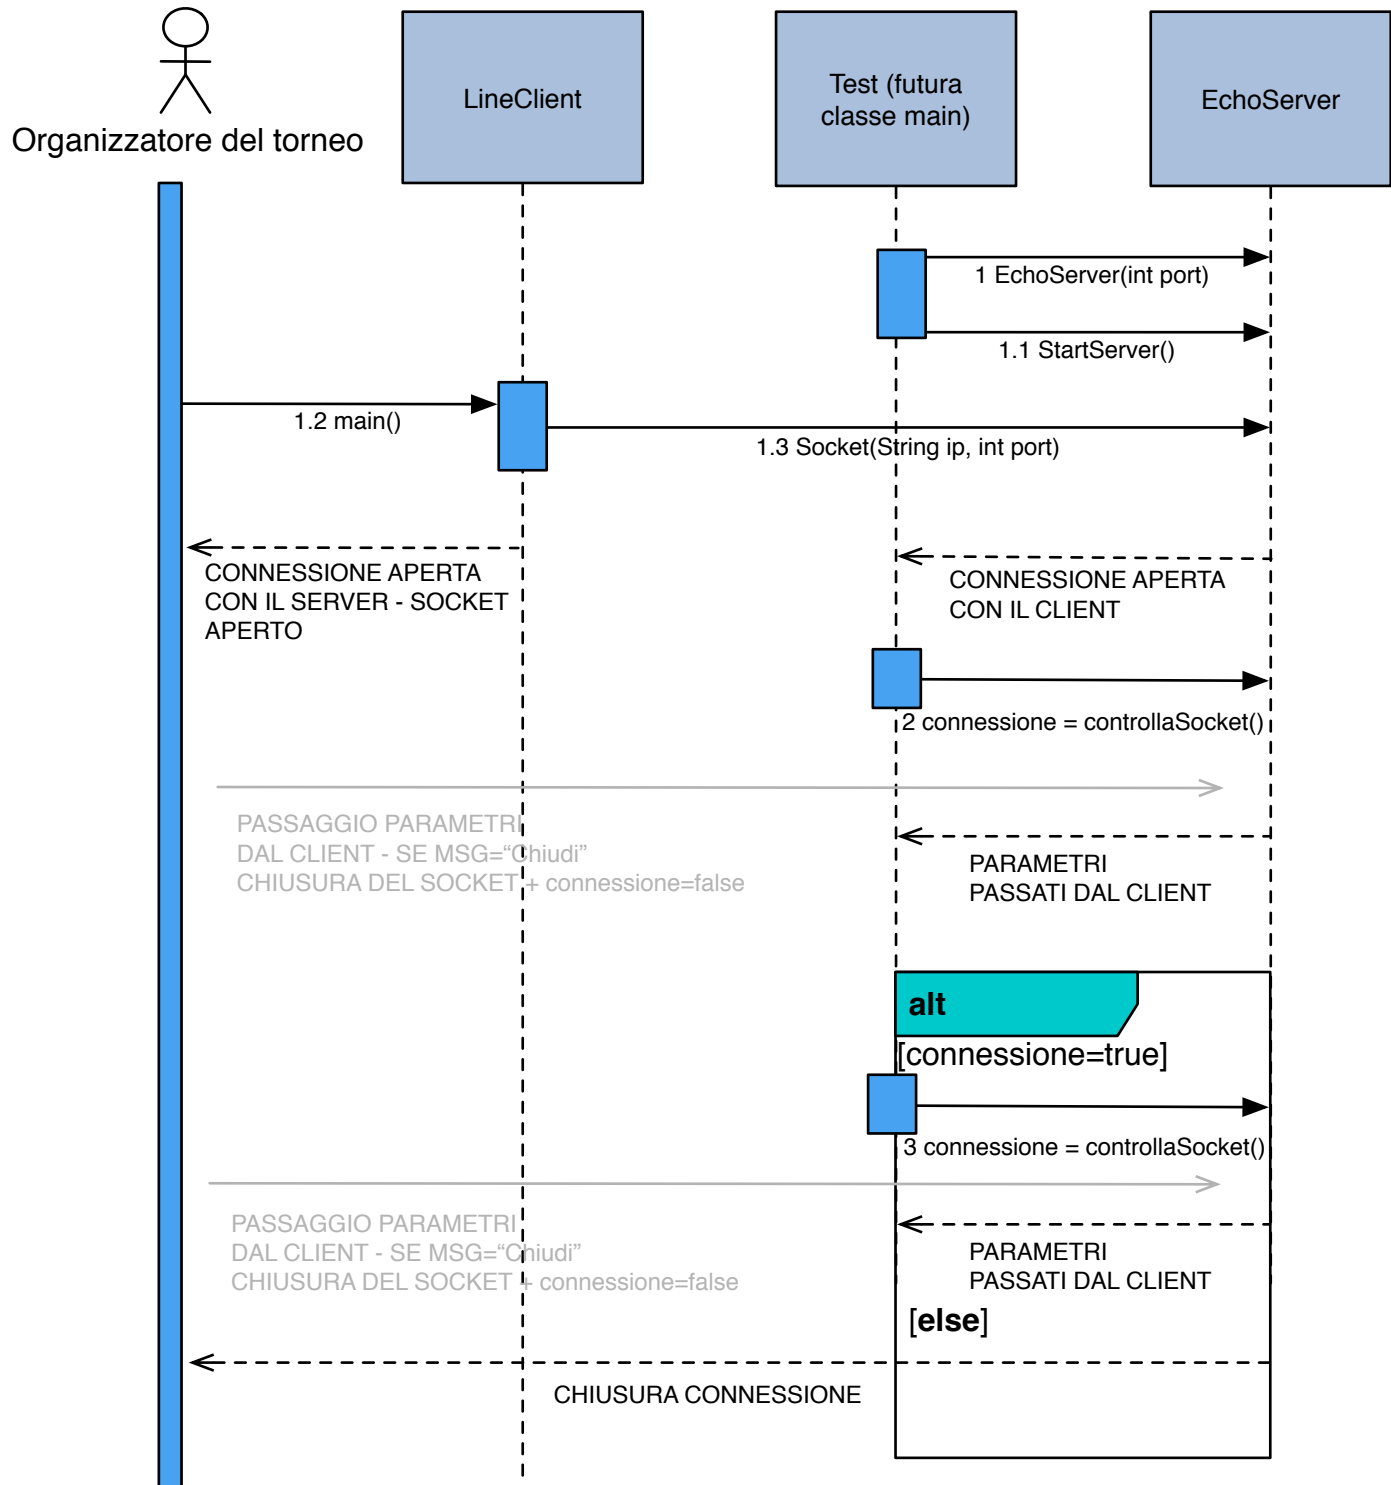 Organizzatore del torneo
LineClient
Test (futura
classe main)
EchoServer
1 EchoServer(int port)
1.1 StartServer()
1.2 main()
1.3 Socket(String ip, int port)
CONNESSIONE APERTA
CON IL SERVER - SOCKET
APERTO
CONNESSIONE APERTA
CON IL CLIENT
2 connessione = controllaSocket()
PASSAGGIO PARAMETRI
DAL CLIENT - SE MSG=“Chiudi”
CHIUSURA DEL SOCKET + connessione=false
PARAMETRI
PASSATI DAL CLIENT
alt
[connessione=true]
3 connessione = controllaSocket()
PASSAGGIO PARAMETRI
DAL CLIENT - SE MSG=“Chiudi”
CHIUSURA DEL SOCKET + connessione=false
PARAMETRI
PASSATI DAL CLIENT
[else]
CHIUSURA CONNESSIONE